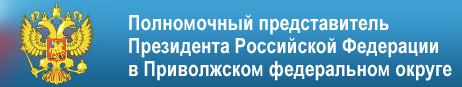 Полномочный представитель
Президента Российской Федерации
в Приволжском федеральном округе